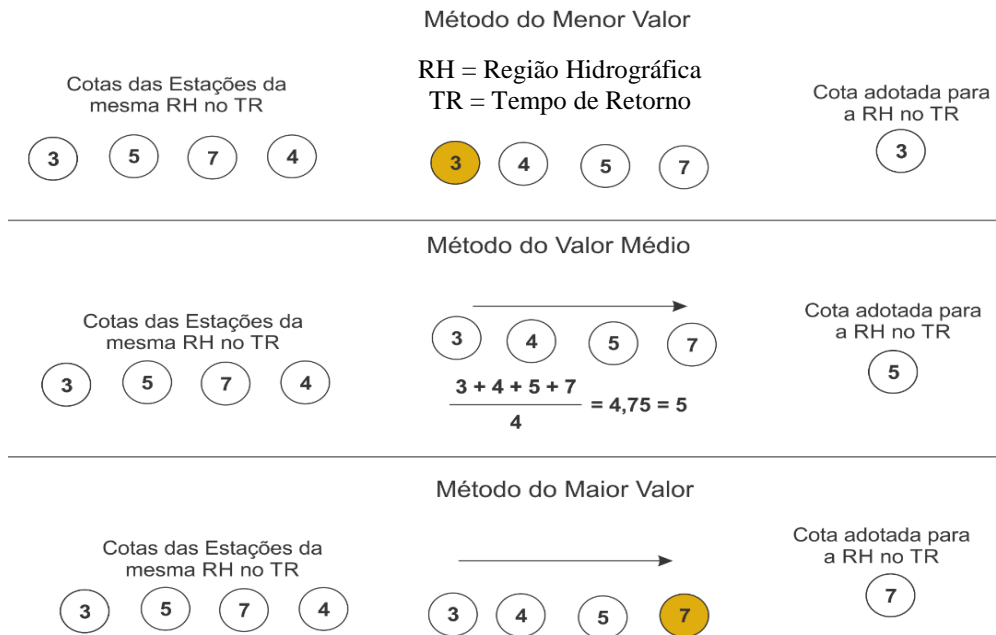 Método do Menor Valor
Cotas das Estações da
mesma RH no TR
RH = Região Hidrográfica
TR = Tempo de Retorno
Cota adotada para
a RH no TR
3 5 7 4
3 4 5 7
3
Método do Valor Médio
Cotas das Estações da
mesma RH no TR
3 5 7 4
3 4 5 7
3 + 4 + 5 + 7
4
= 4,75 = 5
Cota adotada para
a RH no TR
5
Método do Maior Valor
Cotas das Estações da
mesma RH no TR
3 5 7 4
3 4 5 7
Cota adotada para
a RH no TR
7